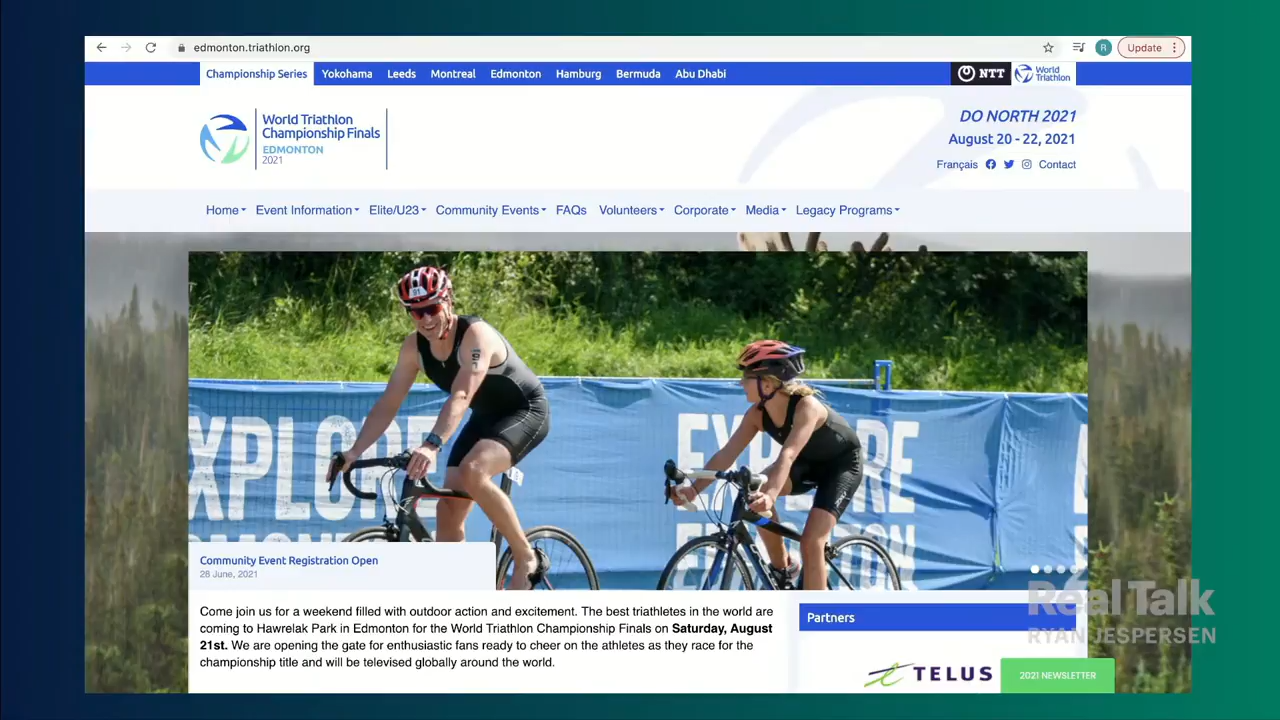 edmonton.triathlon.org
R
Update
Championship Series Yokohama Leeds Montreal Edmonton Hamburg Bermuda Abu Dhabi
NTT
World
Triathlon
World Triathlon
Championship Finals
EDMONTON
2021
DO NORTH 2021
August 20 - 22, 2021
Français
Contact
Home Event Information Elite/U23 Community Events FAQs Volunteers Corporate Media Legacy Programs
91
EXPLORE
EXPLORE
EDMONTON
Community Event Registration Open
28 June, 2021
Come join us for a weekend filled with outdoor action and excitement. The best triathletes in the world are
coming to Hawrelak Park in Edmonton for the World Triathlon Championship Finals on Saturday, August
21st. We are opening the gate for enthusiastic fans ready to cheer on the athletes as they race for the
championship title and will be televised globally around the world.
Partners
TELUS
2021 NEWSLETTER
Real Talk
RYAN JESPERSEN